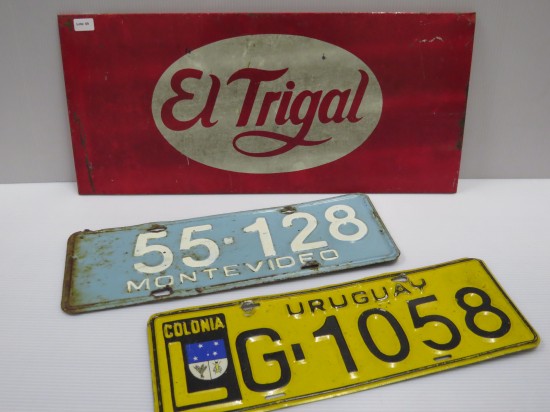 El Trigal
55·128
MONTEVIDEO
URUGUAY
COLONIA
L G·1058